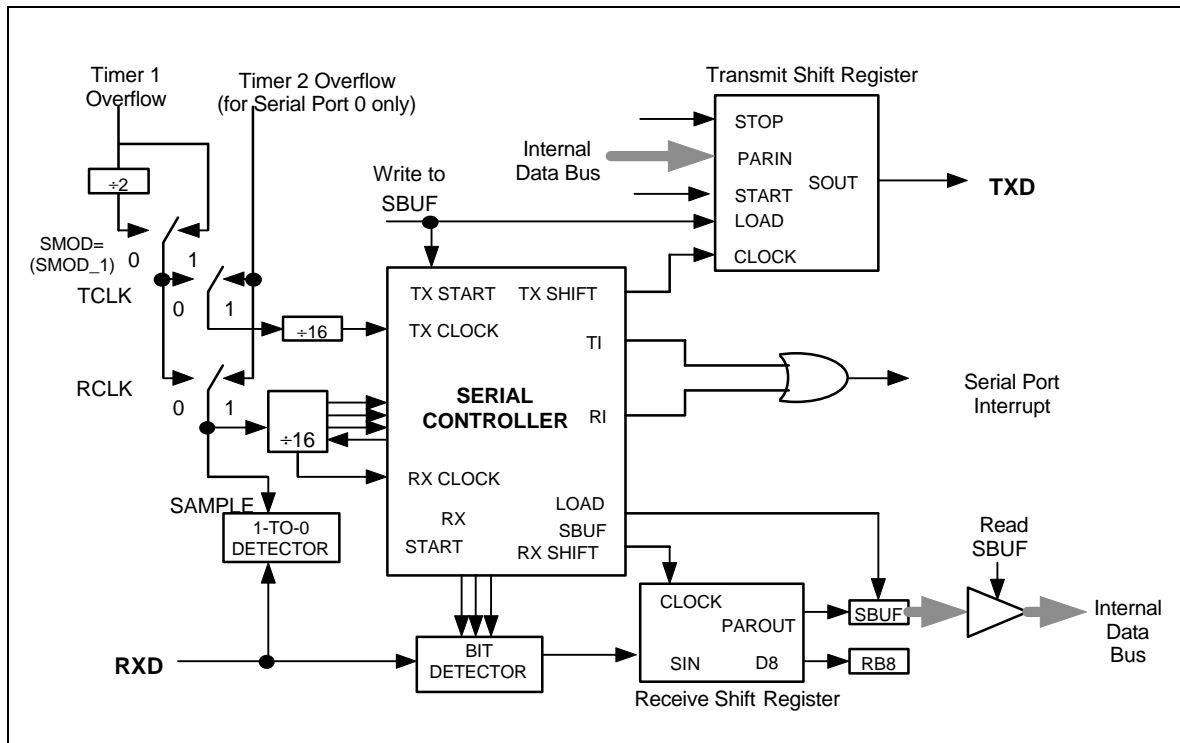 Timer 1
Overflow
Timer 2 Overflow
(for Serial Port 0 only)
Transmit Shift Register
÷2
Write to
SBUF
Internal
Data Bus
STOP
PARIN
SOUT
START
LOAD
CLOCK
TXD
SMOD=
(SMOD_1)
0
1
TCLK
0
1
÷16
TX START
TX SHIFT
TX CLOCK
TI
RCLK
0
1
÷16
SERIAL
CONTROLLER
RI
Serial Port
Interrupt
RX CLOCK
SAMPLE
1-TO-0
DETECTOR
RX
START
LOAD
SBUF
RX SHIFT
Read
SBUF
CLOCK
PAROUT
SIN
D8
SBUF
RB8
Internal
Data
Bus
RXD
BIT
DETECTOR
Receive Shift Register